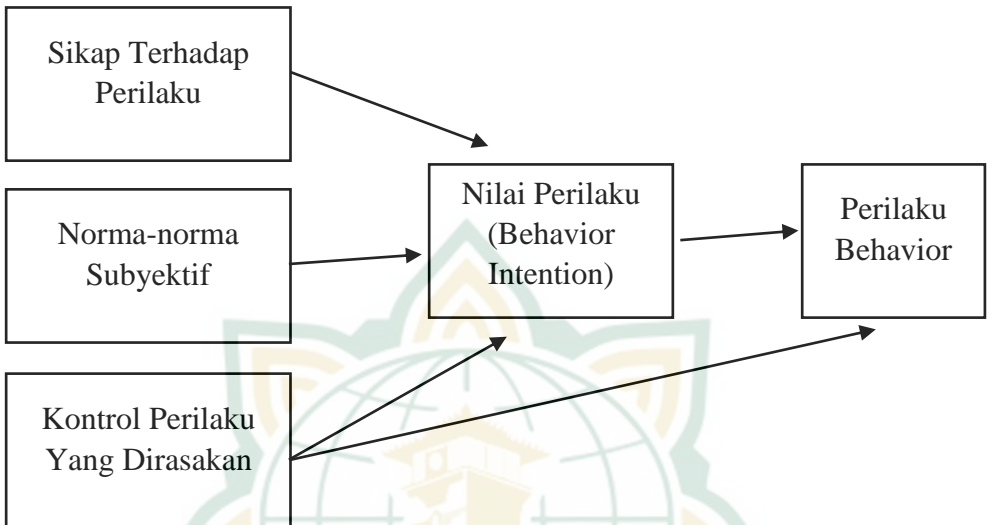 Sikap Terhadap
Perilaku
Norma-norma
Subyektif
Kontrol Perilaku
Yang Dirasakan
Nilai Perilaku
(Behavior
Intention)
Perilaku
Behavior